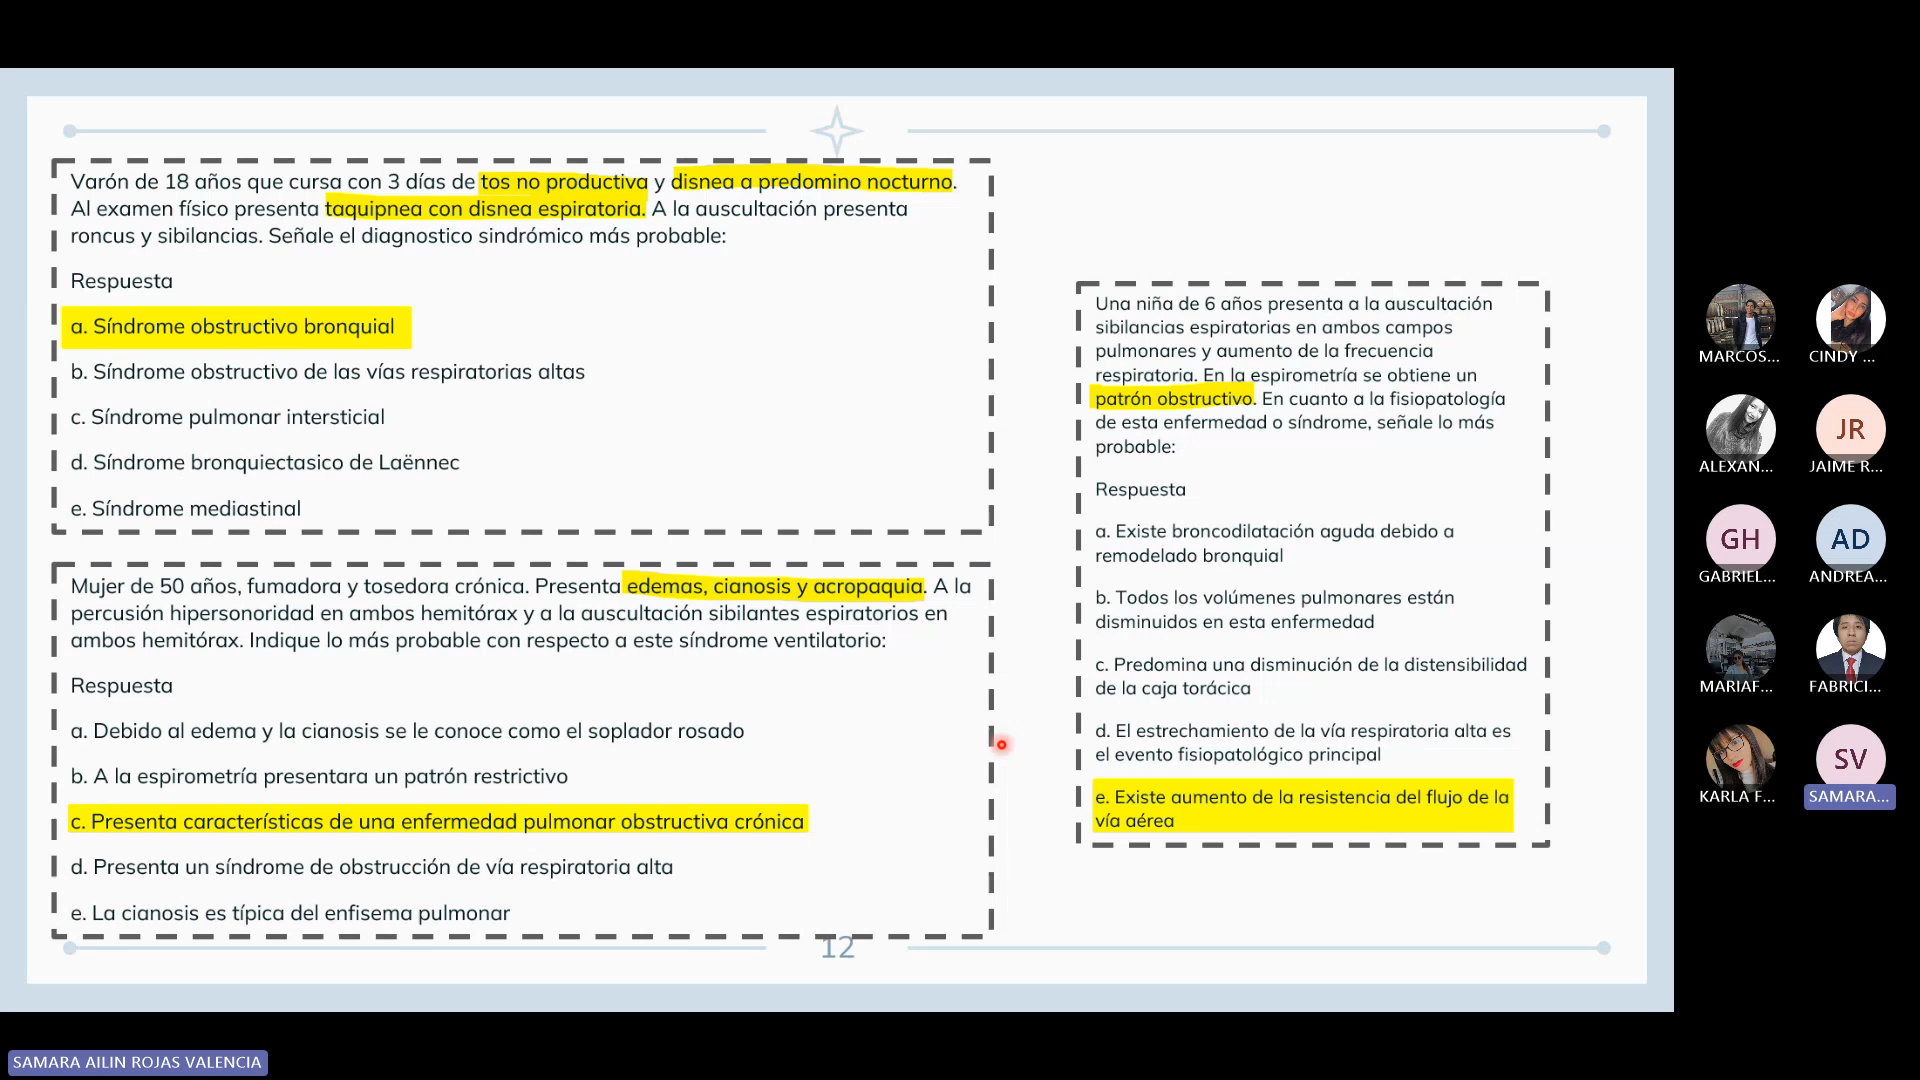 Varón de 18 años que cursa con 3 días de tos no productiva y disnea a predomino nocturno.
Al examen físico presenta taquipnea con disnea espiratoria. A la auscultación presenta
roncus y sibilancias. Señale el diagnostico sindrómico más probable:
Respuesta
a. Síndrome obstructivo bronquial
b. Síndrome obstructivo de las vías respiratorias altas
c. Síndrome pulmonar intersticial
d. Síndrome bronquiectasico de Laënnec
e. Síndrome mediastinal
Mujer de 50 años, fumadora y tosedora crónica. Presenta edemas, cianosis y acropaquia. A la
percusión hipersonoridad en ambos hemitórax y a la auscultación sibilantes espiratorios en
ambos hemitórax. Indique lo más probable con respecto a este síndrome ventilatorio:
Respuesta
a. Debido al edema y la cianosis se le conoce como el soplador rosado
b. A la espirometría presentara un patrón restrictivo
c. Presenta características de una enfermedad pulmonar obstructiva crónica
d. Presenta un síndrome de obstrucción de vía respiratoria alta
e. La cianosis es típica del enfisema pulmonar
Una niña de 6 años presenta a la auscultación
sibilancias espiratorias en ambos campos
pulmonares y aumento de la frecuencia
respiratoria. En la espirometría se obtiene un
patrón obstructivo. En cuanto a la fisiopatología
de esta enfermedad o síndrome, señale lo más
probable:
Respuesta
a. Existe broncodilatación aguda debido a
remodelado bronquial
b. Todos los volúmenes pulmonares están
disminuidos en esta enfermedad
c. Predomina una disminución de la distensibilidad
de la caja torácica
d. El estrechamiento de la vía respiratoria alta es
el evento fisiopatológico principal
e. Existe aumento de la resistencia del flujo de la
vía aérea
12
MARCOS... CINDY ...
JR
ALEXAN... JAIME R...
GH AD
GABRIEL... ANDREA...
MARIAF... FABRICI...
SV
KARLA F... SAMARA...
SAMARA AILIN ROJAS VALENCIA